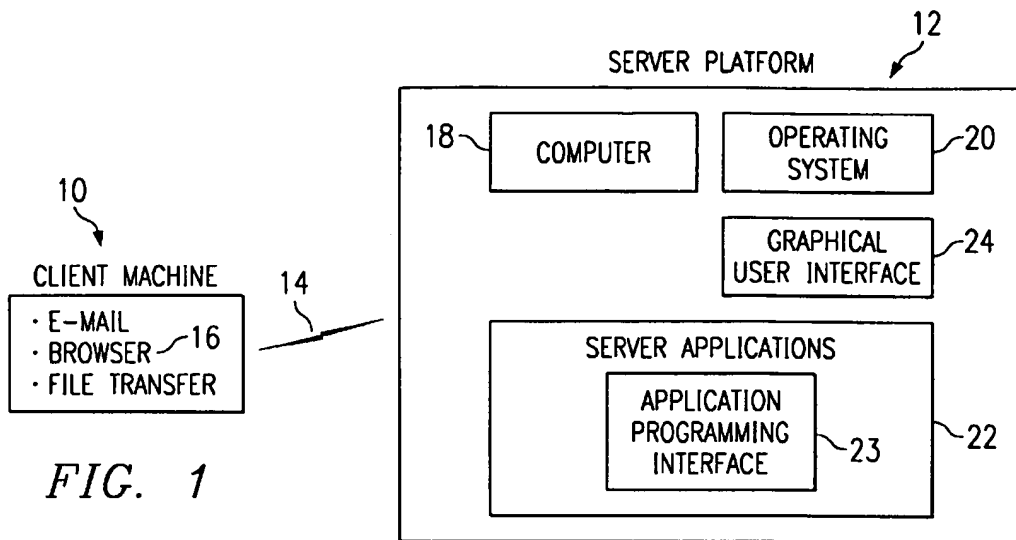 12
SERVER PLATFORM
18
COMPUTER
OPERATING
SYSTEM
20
10
GRAPHICAL
USER INTERFACE
24
CLIENT MACHINE
14
· E-MAIL
· BROWSER
16
· FILE TRANSFER
SERVER APPLICATIONS
APPLICATION
PROGRAMMING
INTERFACE
23
22
FIG. 1